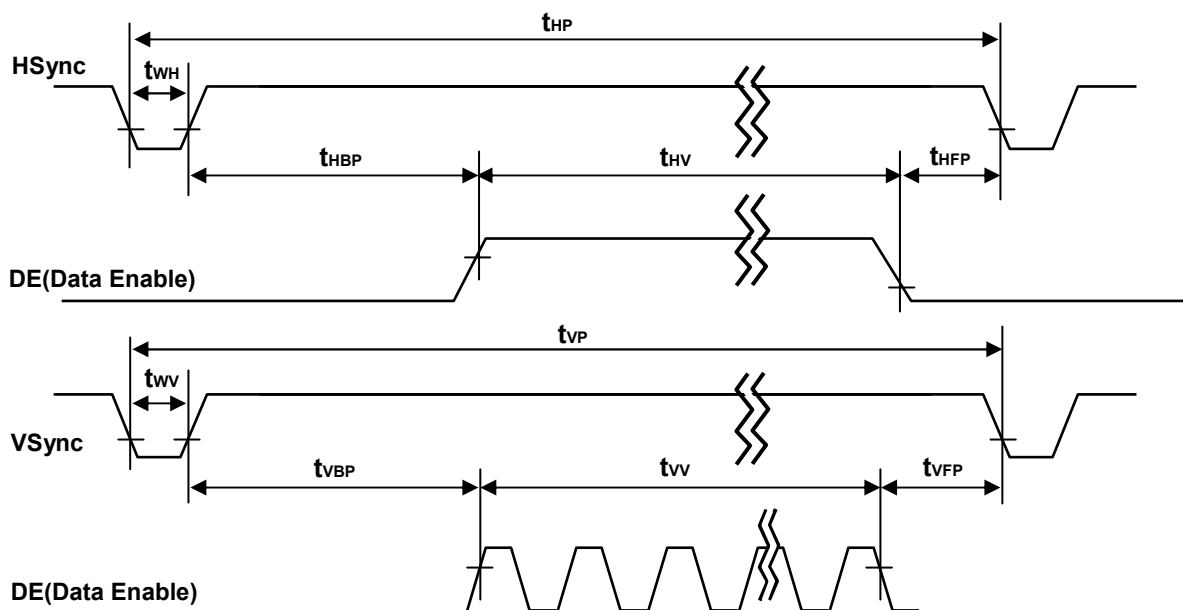 tHP
HSync
tWH
tHBP
tHV
tHFP
DE(Data Enable)
tVP
tWV
VSync
tVBP
tVV
tVFP
DE(Data Enable)